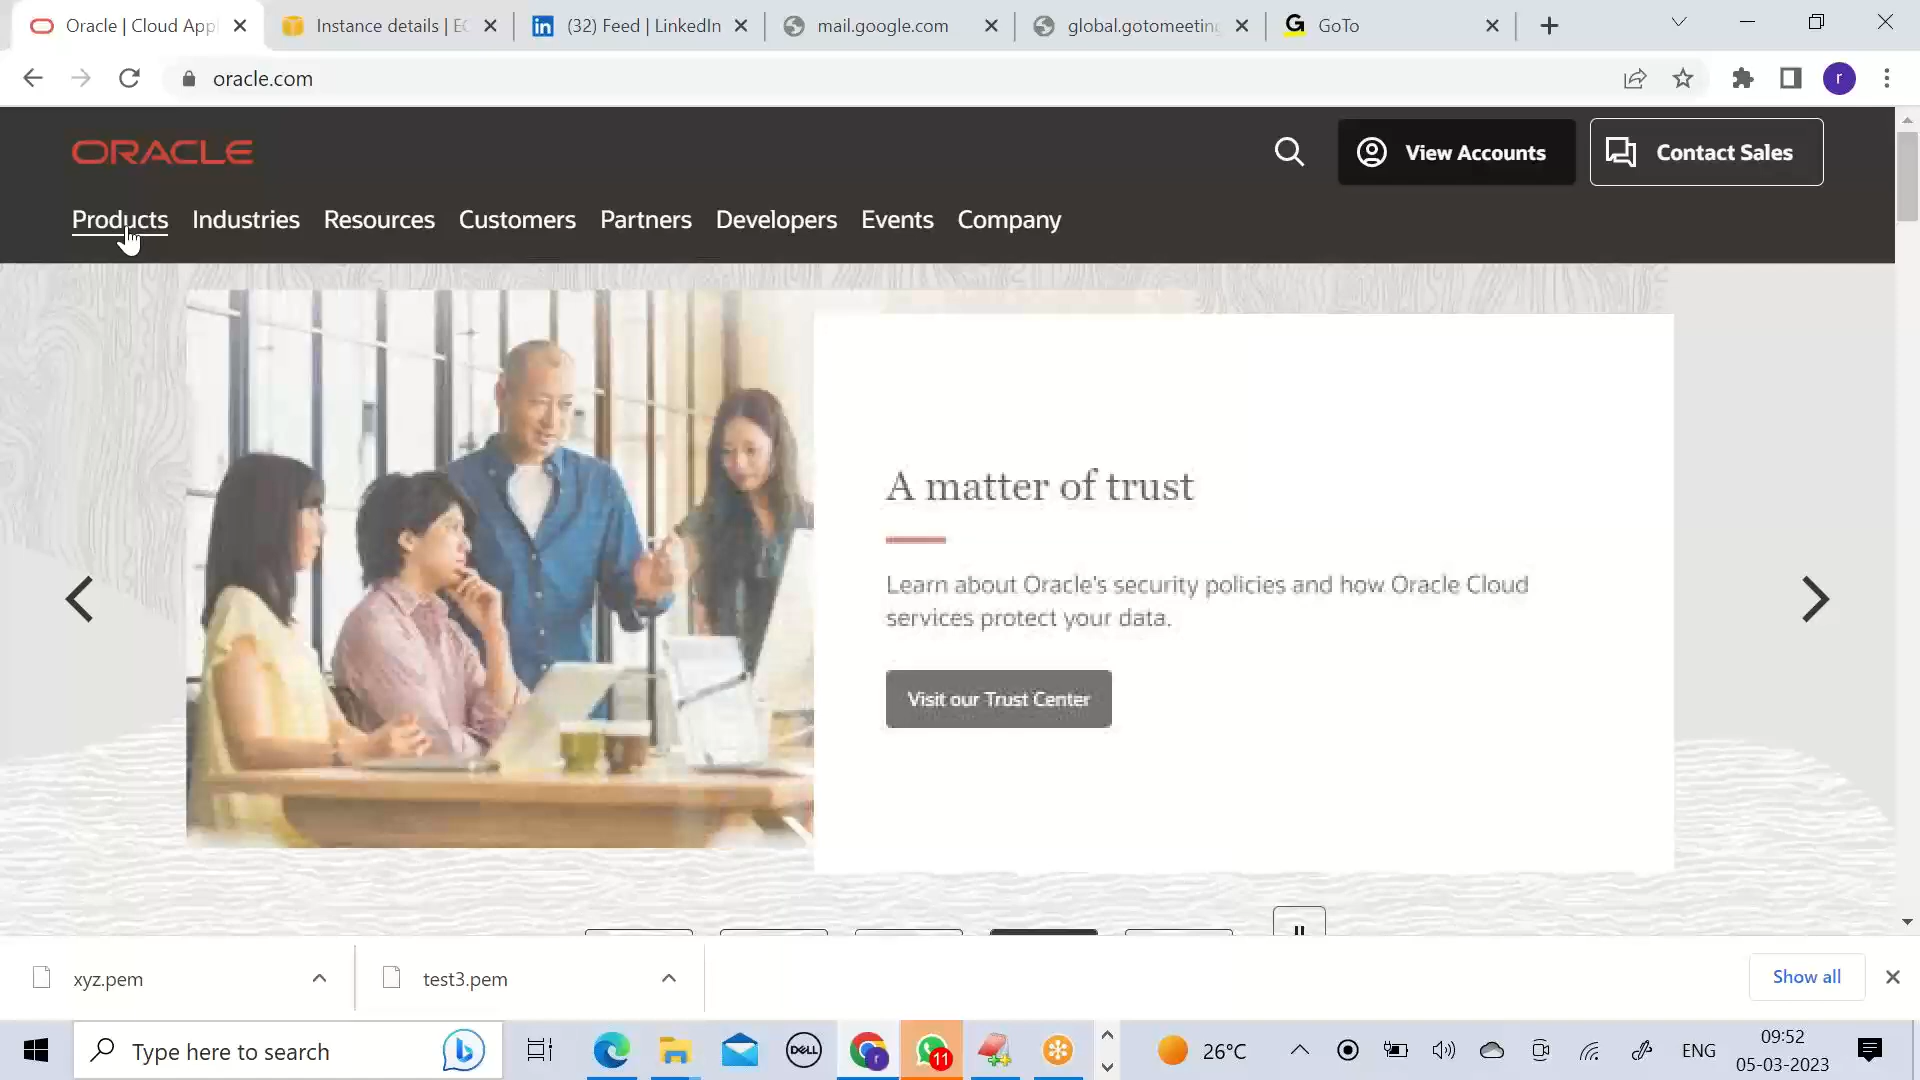 Oracle | Cloud Appl
Instance details | EC
(32) Feed | LinkedIn
mail.google.com
global.gotomeeting
GoTo
oracle.com
r
ORACLE
View Accounts
Contact Sales
Products
Industries
Resources
Customers
Partners
Developers
Events
Company
A matter of trust
Learn about Oracle's security policies and how Oracle Cloud
services protect your data.
Visit our Trust Center
xyz.pem
test3.pem
Show all
Type here to search
DELL
r
11
26°C
ENG
09:52
05-03-2023